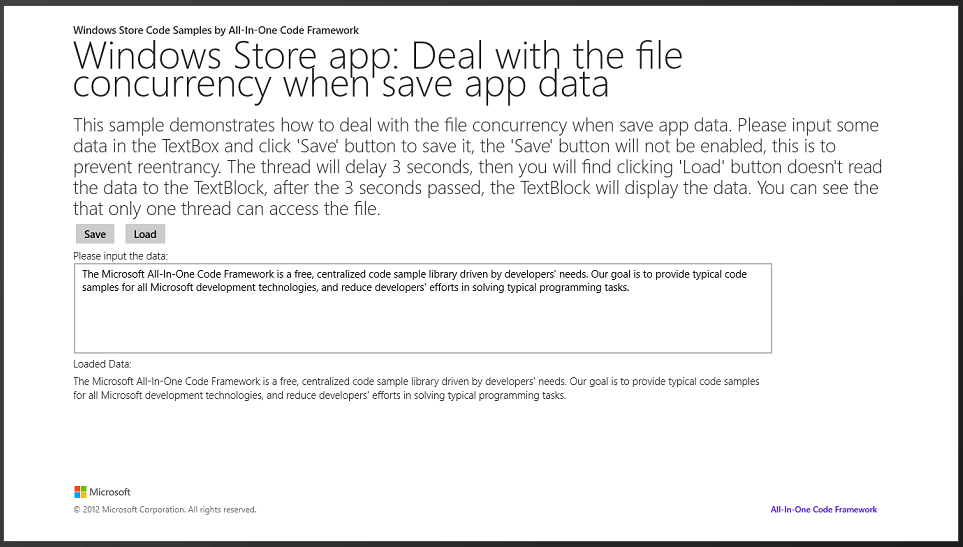 Windows Store Code Samples by All-In-One Code Framework
Windows Store app: Deal with the file
concurrency when save app data
This sample demonstrates how to deal with the file concurrency when save app data. Please input some
data in the TextBox and click 'Save' button to save it, the 'Save' button will not be enabled, this is to
prevent reentrancy. The thread will delay 3 seconds, then you will find clicking 'Load' button doesn't read
the data to the TextBlock, after the 3 seconds passed, the TextBlock will display the data. You can see the
that only one thread can access the file.
Save Load
Please input the data:
The Microsoft All-In-One Code Framework is a free, centralized code sample library driven by developers' needs. Our goal is to provide typical code
samples for all Microsoft development technologies, and reduce developers' efforts in solving typical programming tasks.
Loaded Data:
The Microsoft All-In-One Code Framework is a free, centralized code sample library driven by developers' needs. Our goal is to provide typical code samples
for all Microsoft development technologies, and reduce developers' efforts in solving typical programming tasks.
Microsoft
© 2012 Microsoft Corporation. All rights reserved.
All-In-One Code Framework